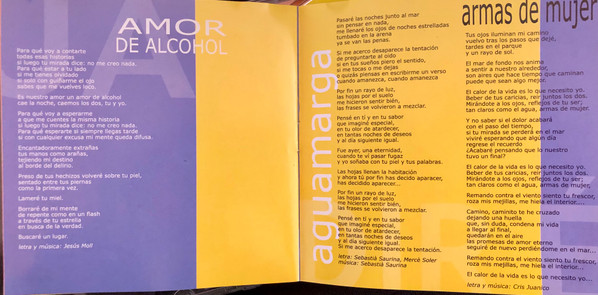 AMOR
DE ALCOHOL
Para qué voy a contarte
todas esas historias
si luego tu mirada dice: no me creo nada.
Para qué estar a tu lado
si me tienes olvidado
si solo con guiñarme el ojo
sabes que me vuelves loco.
Es nuestro amor un amor de alcohol
cae la noche, caemos los dos, tú y yo.
Para qué voy a esperarme
a que me cuentes la misma historia
si luego tu mirada dice: no me creo nada.
Para qué esperarte si siempre llegas tarde
si con cualquier excusa mi mente queda difusa.
Encantadoramente extrañas
tus manos como arañas,
tejiendo mi destino
al borde del delirio.
Preso de tus hechizos volveré sobre tu piel,
sentado entre tus piernas
como la primera vez.
Lameré tu miel.
Borraré de mi mente
de repente como en un flash
a través de tu estrella
en busca de la verdad.
Buscaré un lugar.
letra y música: Jesús Moll
aguamarga
Pasaré las noches junto al mar
sin pensar en nada,
me llenaré los ojos de noches estrelladas
tumbado en la arena
ya se van las penas.
Si me acerco desaparece la tentación
de preguntarte al oído
si en tus sueños piers el sentido,
si me tocas o me dejas
o quizás piensas en escribirme un verso
cuando amanezca, cuando amanezca
Por fin un rayo de luz,
las hojas por el suelo
me hicieron sentir bien,
las frases se volvieron a mezclar.
Pensé en ti y en tu sabor
que imaginé especial,
en tu olor de atardecer,
en tantas noches de deseos
y al día siguiente igual.
Fue ayer, una eternidad,
cuando te vi pasar fugaz
y yo soñaba con tu piel y tus palabras.
Las hojas llenan la habitación
y ahora tú por fin has decido aparecer,
has decidido aparecer...
Por fin un rayo de luz,
las hojas por el suelo
me hicieron sentir bién,
las frases se volvieron a mezclar.
Pensé en ti y en tu sabor
que imaginé especial,
en tu olor de atardecer,
en tantas noches de deseos
y al día siguiente igual.
Si me acerco desaparece la tentación.
letra: Sebastià Saurina, Mercè Soler
música: Sebastià Saurina
armas de mujer
Tus ojos iluminan mi camino
vuelvo tras los pasos que dejé,
tardes en el parque
y un rayo de sol.
El mar de fondo nos anima
a sentir a nuestro alrededor,
son aires que hace tiempo que caminan
puede que sean algo mejor.
El calor de la vida es lo que necesito yo.
Beber de tus caricias, reir juntos los dos.
Mirándote a los ojos, reflejos de tu ser;
tan claros como el agua, armas de mujer.
Y no saber si el dolor acabará
con el paso del tiempo,
si tu mirada se perderá en el mar
viviré esperando que algún día
regrese el recuerdo
¿Acabaré pensando que lo nuestro
tuvo un final?
El calor de la vida es lo que necesito yo.
Beber de tus caricias, reir juntos los dos.
Mirándote a los ojos, reflejos de tu ser;
tan claros como el agua, armas de mujer.
Remando contra el viento siento tu frescor,
roza mis mejillas, me hiela el interior...
Camino, caminito te he cruzado
dejando una huella
que, sin duda, condena mi vida
a llegar al final,
quedarán en el aire
las promesas de amor eterno
seguiré de nuevo perdiéndome en el mar...
Remando contra el viento siento tu frescor,
roza mis mejillas, me hiela el interior...
El calor de la vida es lo que necesito yo...
letra y música: Cris Juanico